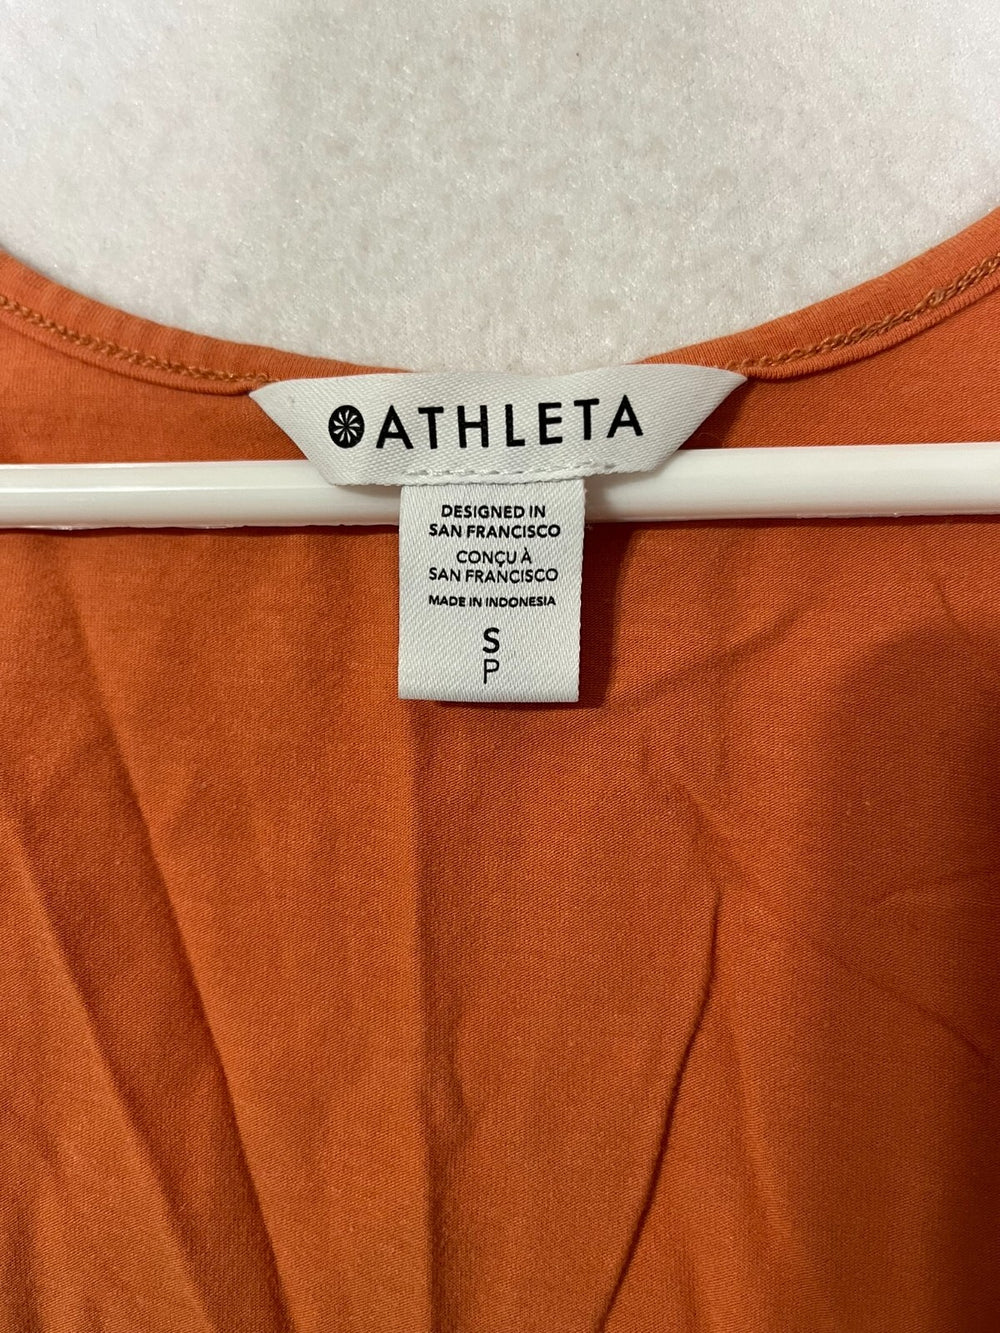 ATHLETA
DESIGNED IN
SAN FRANCISCO
CONÇU À
SAN FRANCISCO
MADE IN INDONESIA
S
P